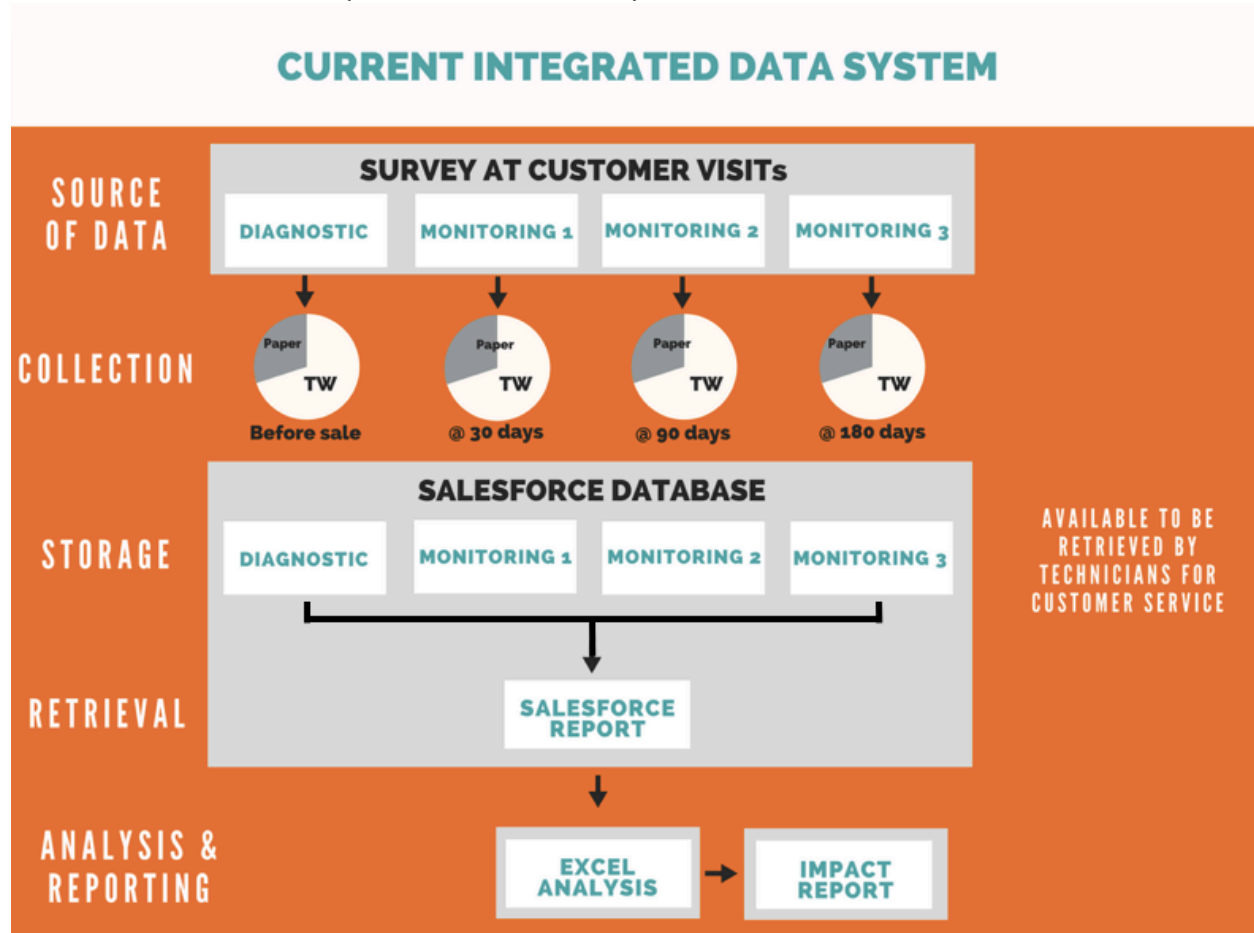 CURRENT INTEGRATED DATA SYSTEM
SOURCE
OF DATA
SURVEY AT CUSTOMER VISITs
DIAGNOSTIC
MONITORING 1
MONITORING 2
MONITORING 3
COLLECTION
Paper
TW
Before sale
Paper
TW
@ 30 days
Paper
TW
@ 90 days
Paper
TW
@ 180 days
STORAGE
SALESFORCE DATABASE
DIAGNOSTIC
MONITORING 1
MONITORING 2
MONITORING 3
AVAILABLE TO BE
RETRIEVED BY
TECHNICIANS FOR
CUSTOMER SERVICE
RETRIEVAL
SALESFORCE
REPORT
ANALYSIS &
REPORTING
EXCEL
ANALYSIS
IMPACT
REPORT